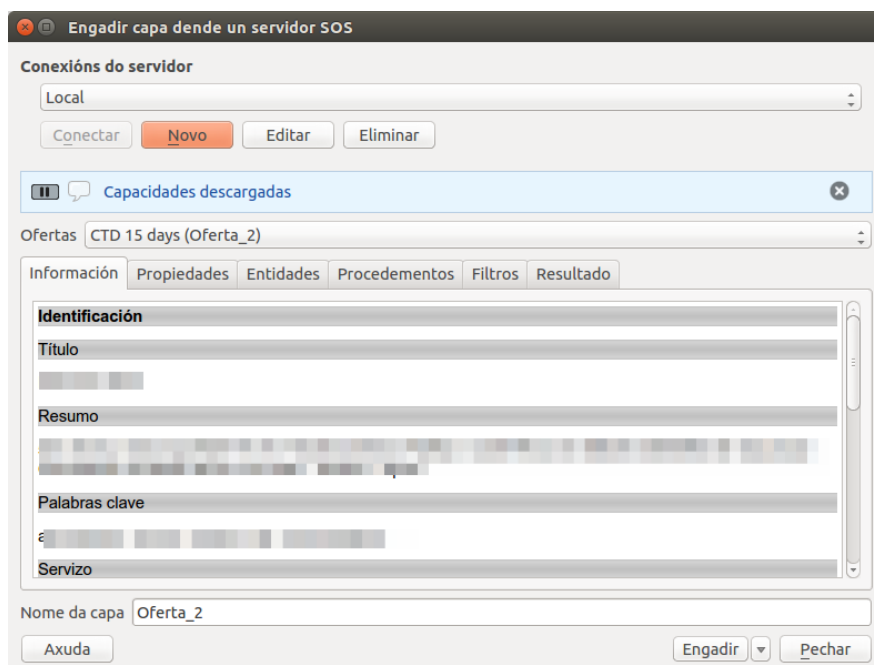 Engadir capa dende un servidor SOS
Conexións do servidor
Local
Conectar Novo Editar Eliminar
Capacidades descargadas
Ofertas CTD 15 days (Oferta_2)
Información Propiedades Entidades Procedementos Filtros Resultado
Identificación
Título
Resumo
Palabras clave
Servizo
Nome da capa Oferta_2
Axuda Engadir Pechar